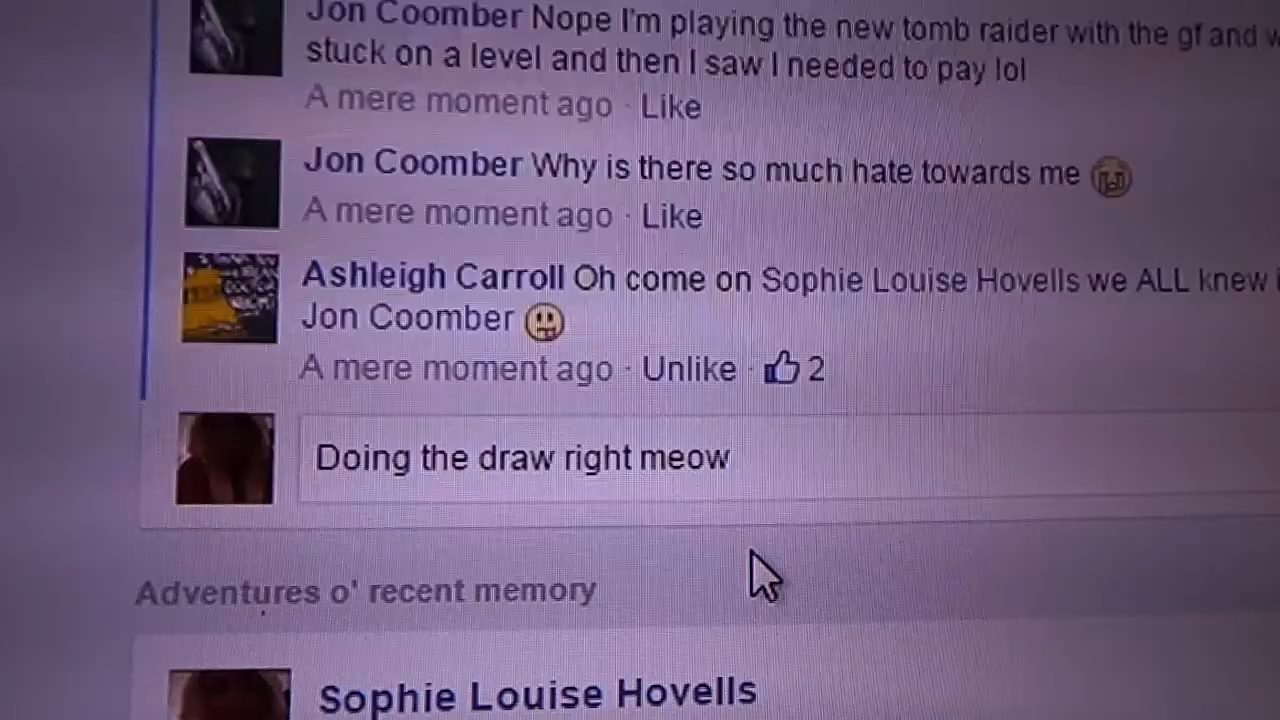 Jon Coomber Nope I'm playing the new tomb raider with the gf and
stuck on a level and then I saw I needed to pay lol
A mere moment ago · Like
Jon Coomber Why is there so much hate towards me
A mere moment ago · Like
Ashleigh Carroll Oh come on Sophie Louise Hovells we ALL knew
Jon Coomber
A mere moment ago · Unlike · 2
Doing the draw right meow
Adventures o' recent memory
Sophie Louise Hovells